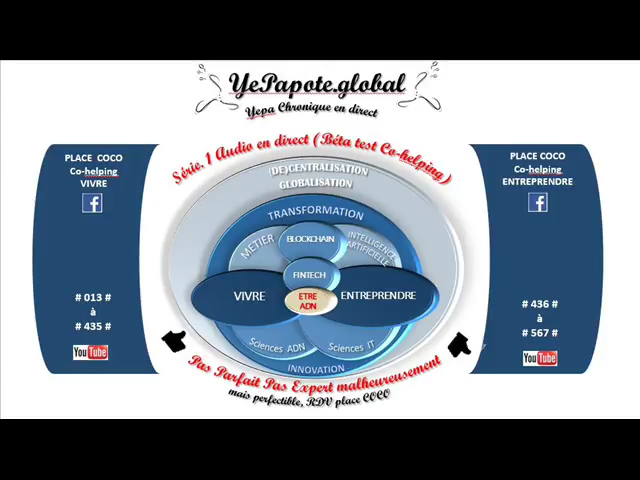 YePapote.global
Yepa Chronique en direct
Série.1 Audio en direct (Béta test Co-helping)
PLACE COCO
Co-helping
VIVRE
f
# 013 #
à
# 435 #
YouTube
(DE)CENTRALISATION
GLOBALISATION
TRANSFORMATION
METIER
BLOCKCHAIN
INTELLIGENCE
ARTIFICIELLE
FINTECH
VIVRE
ETRE
ADN
ENTREPRENDRE
Sciences ADN
Sciences IT
INNOVATION
PLACE COCO
Co-helping
ENTREPRENDRE
f
# 436 #
à
# 567 #
YouTube
Pas Parfait Pas Expert malheureusement
mais perfectible, RDV place COCO